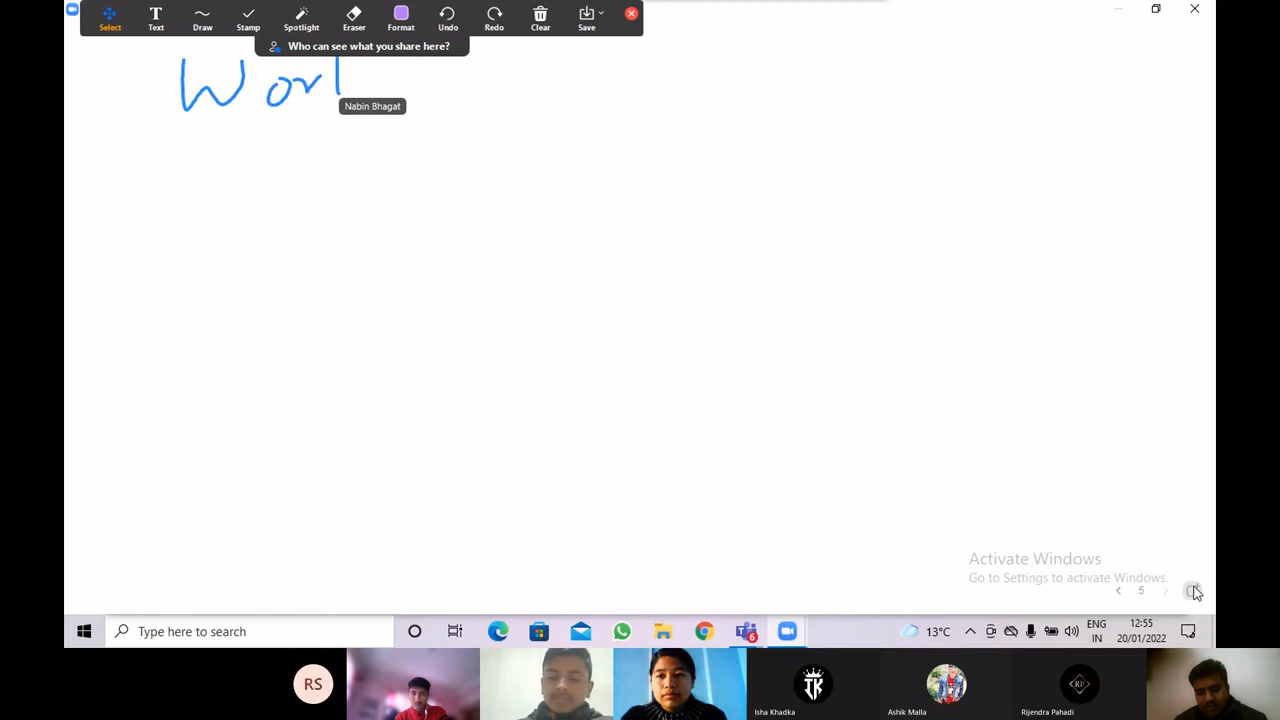 Select Text Draw Stamp Spotlight Eraser Format Undo Redo Clear Save
Who can see what you share here?
Nabin Bhagat
Activate Windows
Go to Settings to activate Windows.
5
Type here to search
6
13°C
ENG
IN
12:55
20/01/2022
RS
Isha Khadka
Ashik Malla
RP
Rijendra Pahadi